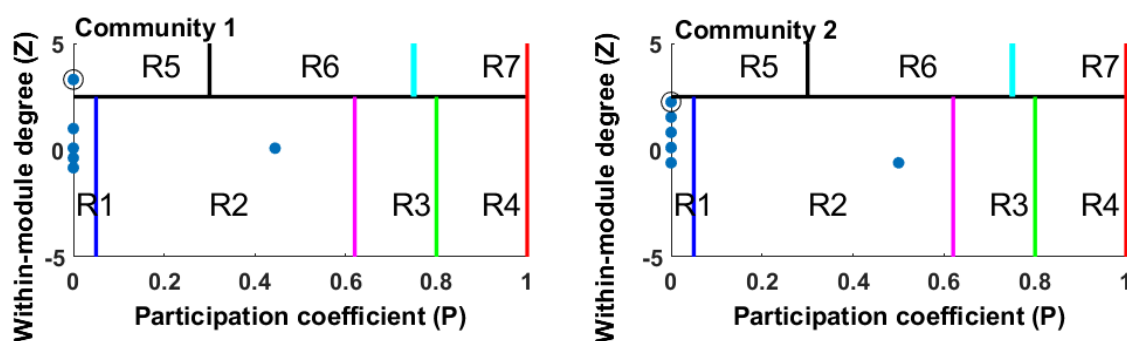 Community 1
Within-module degree (Z)
5
0
-5
R5
R6
R7
R1
R2
R3
R4
0
0.2
0.4
0.6
0.8
1
Participation coefficient (P)
Community 2
Within-module degree (Z)
5
0
-5
R5
R6
R7
R1
R2
R3
R4
0
0.2
0.4
0.6
0.8
1
Participation coefficient (P)